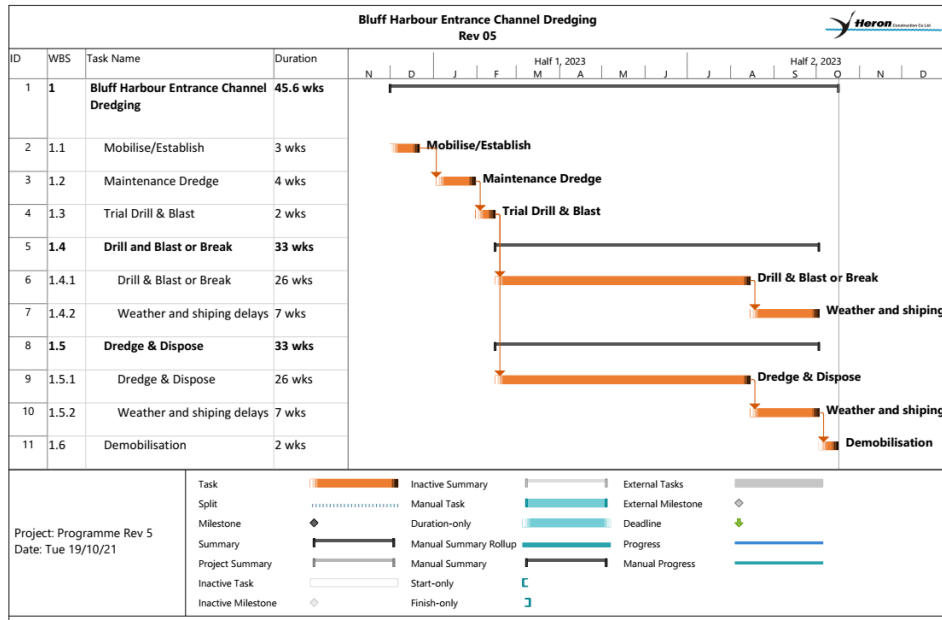 Bluff Harbour Entrance Channel Dredging
Rev 05
Heron Construction Co Ltd
ID WBS Task Name Duration
Half 1, 2023 Half 2, 2023
N D J F M A M J J A S O N D
1 1 Bluff Harbour Entrance Channel 45.6 wks
Dredging
2 1.1 Mobilise/Establish 3 wks Mobilise/Establish
3 1.2 Maintenance Dredge 4 wks Maintenance Dredge
4 1.3 Trial Drill & Blast 2 wks Trial Drill & Blast
5 1.4 Drill and Blast or Break 33 wks
6 1.4.1 Drill & Blast or Break 26 wks Drill & Blast or Break
7 1.4.2 Weather and shiping delays 7 wks Weather and shiping
8 1.5 Dredge & Dispose 33 wks
9 1.5.1 Dredge & Dispose 26 wks Dredge & Dispose
10 1.5.2 Weather and shiping delays 7 wks Weather and shiping
11 1.6 Demobilisation 2 wks Demobilisation
Project: Programme Rev 5
Date: Tue 19/10/21
Task Inactive Summary External Tasks
Split Manual Task External Milestone
Milestone Duration-only Deadline
Summary Manual Summary Rollup Progress
Project Summary Manual Summary Manual Progress
Inactive Task Start-only
Inactive Milestone Finish-only